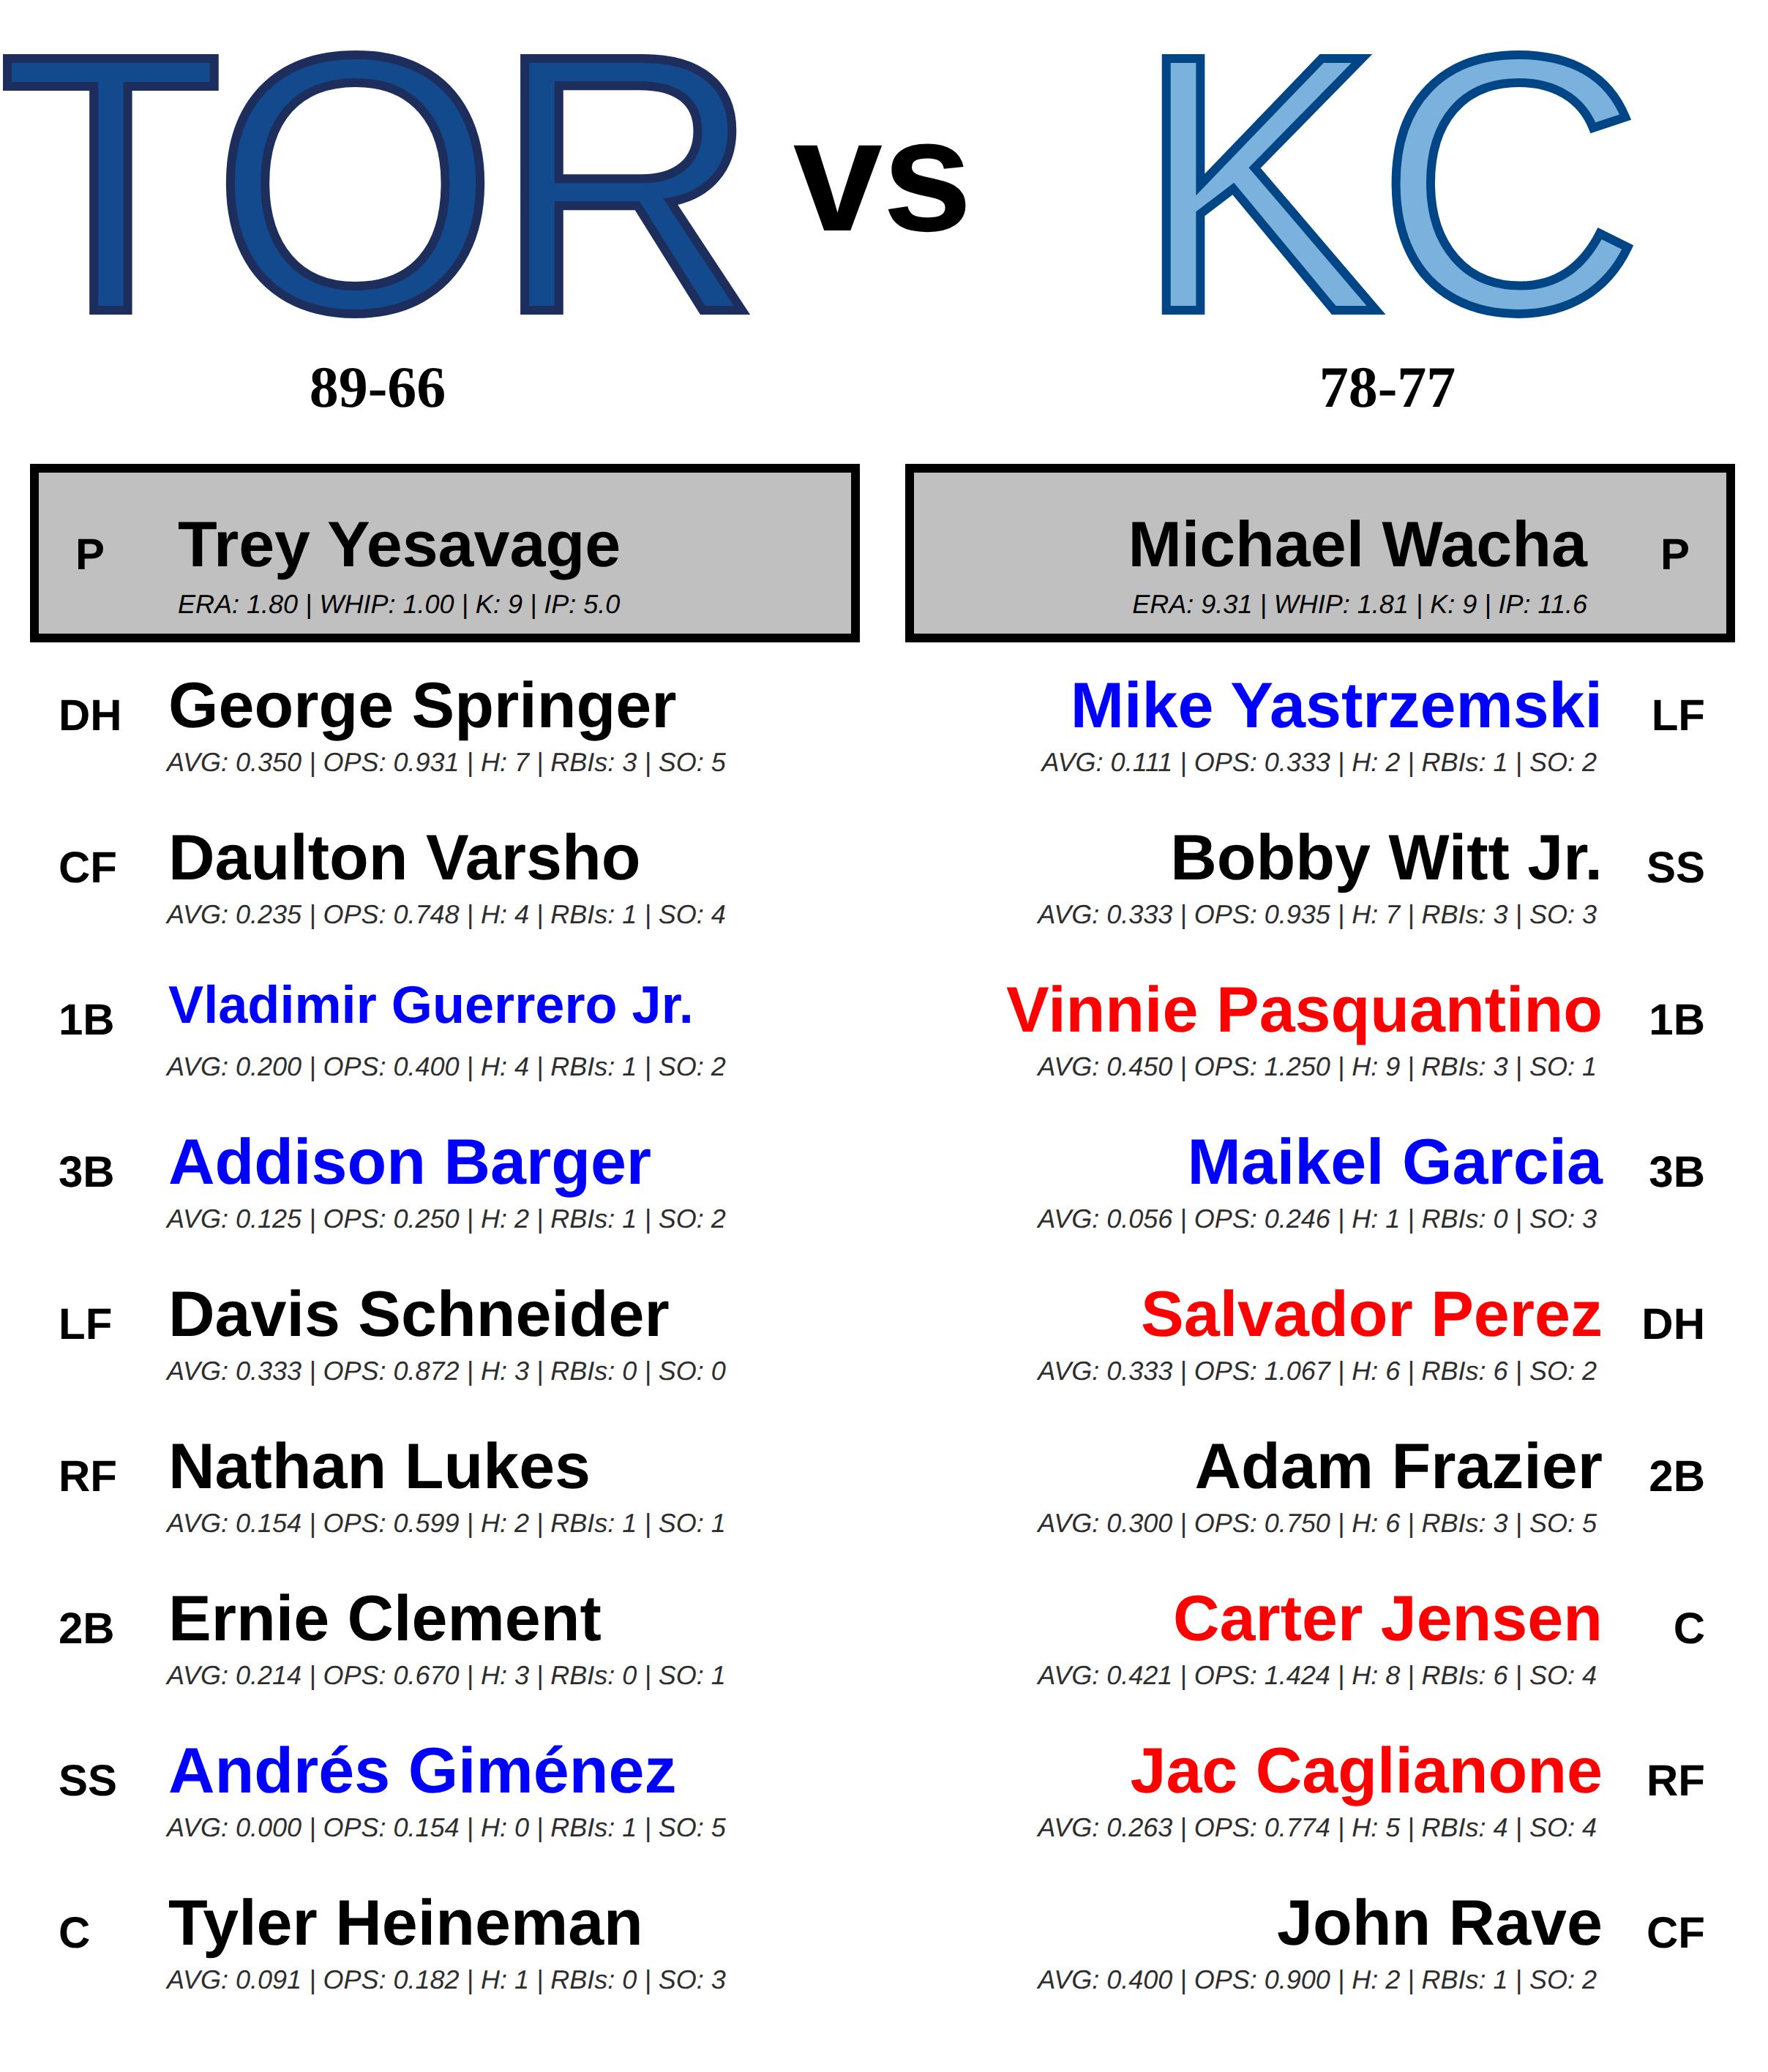 TOR vs KC
89-66 78-77
P Trey Yesavage
ERA: 1.80 | WHIP: 1.00 | K: 9 | IP: 5.0
Michael Wacha P
ERA: 9.31 | WHIP: 1.81 | K: 9 | IP: 11.6
DH George Springer
AVG: 0.350 | OPS: 0.931 | H: 7 | RBIs: 3 | SO: 5
Mike Yastrzemski LF
AVG: 0.111 | OPS: 0.333 | H: 2 | RBIs: 1 | SO: 2
CF Daulton Varsho
AVG: 0.235 | OPS: 0.748 | H: 4 | RBIs: 1 | SO: 4
Bobby Witt Jr. SS
AVG: 0.333 | OPS: 0.935 | H: 7 | RBIs: 3 | SO: 3
1B Vladimir Guerrero Jr.
AVG: 0.200 | OPS: 0.400 | H: 4 | RBIs: 1 | SO: 2
Vinnie Pasquantino 1B
AVG: 0.450 | OPS: 1.250 | H: 9 | RBIs: 3 | SO: 1
3B Addison Barger
AVG: 0.125 | OPS: 0.250 | H: 2 | RBIs: 1 | SO: 2
Maikel Garcia 3B
AVG: 0.056 | OPS: 0.246 | H: 1 | RBIs: 0 | SO: 3
LF Davis Schneider
AVG: 0.333 | OPS: 0.872 | H: 3 | RBIs: 0 | SO: 0
Salvador Perez DH
AVG: 0.333 | OPS: 1.067 | H: 6 | RBIs: 6 | SO: 2
RF Nathan Lukes
AVG: 0.154 | OPS: 0.599 | H: 2 | RBIs: 1 | SO: 1
Adam Frazier 2B
AVG: 0.300 | OPS: 0.750 | H: 6 | RBIs: 3 | SO: 5
2B Ernie Clement
AVG: 0.214 | OPS: 0.670 | H: 3 | RBIs: 0 | SO: 1
Carter Jensen C
AVG: 0.421 | OPS: 1.424 | H: 8 | RBIs: 6 | SO: 4
SS Andrés Giménez
AVG: 0.000 | OPS: 0.154 | H: 0 | RBIs: 1 | SO: 5
Jac Caglianone RF
AVG: 0.263 | OPS: 0.774 | H: 5 | RBIs: 4 | SO: 4
C Tyler Heineman
AVG: 0.091 | OPS: 0.182 | H: 1 | RBIs: 0 | SO: 3
John Rave CF
AVG: 0.400 | OPS: 0.900 | H: 2 | RBIs: 1 | SO: 2